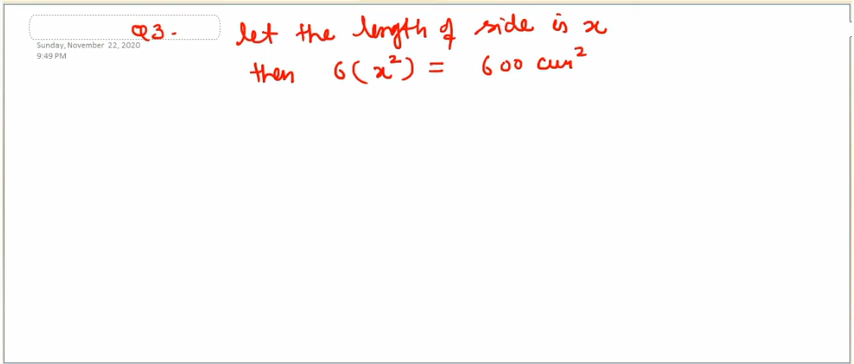 Q3. let the length of side is x
Sunday, November 22, 2020
9:49 PM
then 6(x²) = 600 cm²